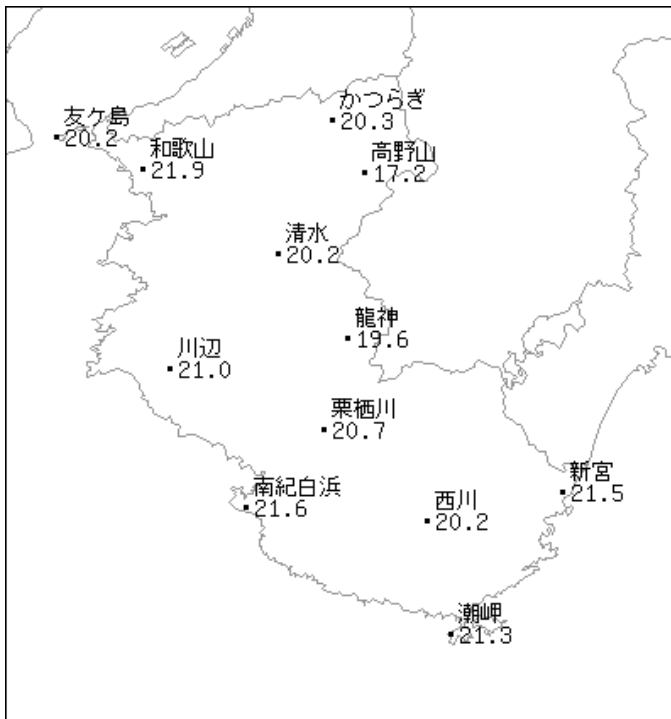 かつらぎ
20.3
友ケ島
20.2
和歌山
21.9
高野山
17.2
清水
20.2
龍神
19.6
川辺
21.0
栗栖川
20.7
新宮
21.5
南紀白浜
21.6
西川
20.2
潮岬
21.3